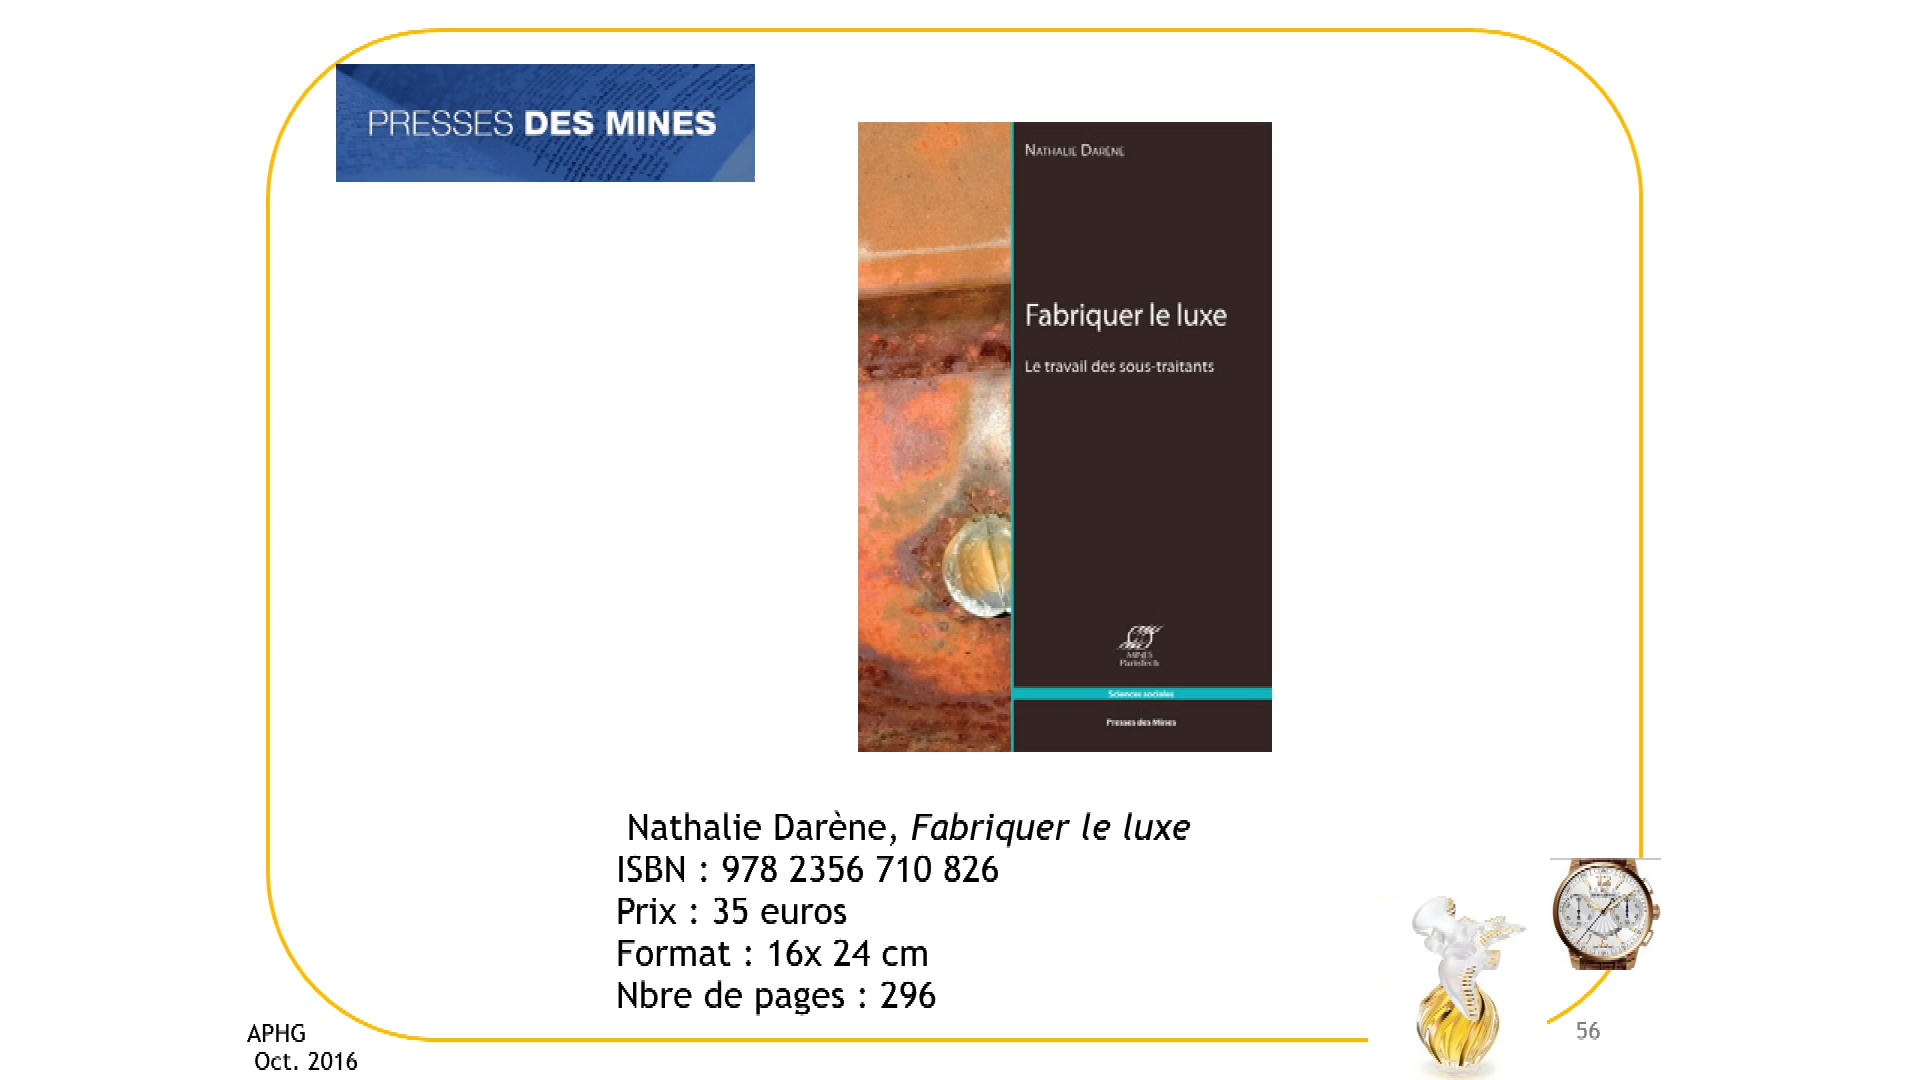 PRESSES DES MINES
NATHALIE DARÈNE
Fabriquer le luxe
Le travail des sous-traitants
MINES
ParisTech
Sciences sociales
Presses des Mines
Nathalie Darène, Fabriquer le luxe
ISBN : 978 2356 710 826
Prix : 35 euros
Format : 16x 24 cm
Nbre de pages : 296
APHG
Oct. 2016
56